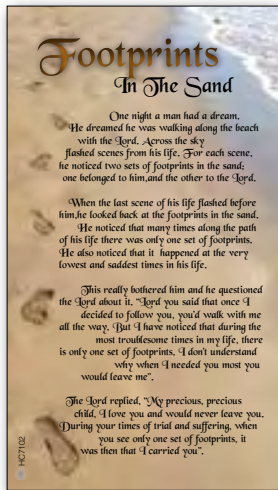 Footprints
In The Sand
One night a man had a dream.
He dreamed he was walking along the beach
with the Lord. Across the sky
flashed scenes from his life. For each scene,
he noticed two sets of footprints in the sand;
one belonged to him,and the other to the Lord.
When the last scene of his life flashed before
him,he looked back at the footprints in the sand.
He noticed that many times along the path
of his life there was only one set of footprints.
He also noticed that it happened at the very
lowest and saddest times in his life.
This really bothered him and he questioned
the Lord about it. "Lord you said that once I
decided to follow you, you'd walk with me
all the way. But I have noticed that during the
most troublesome times in my life, there
is only one set of footprints. I don't understand
why when I needed you most you
would leave me".
The Lord replied, "My precious, precious
child, I love you and would never leave you.
During your times of trial and suffering, when
you see only one set of footprints, it
was then that I carried you".
HC7102